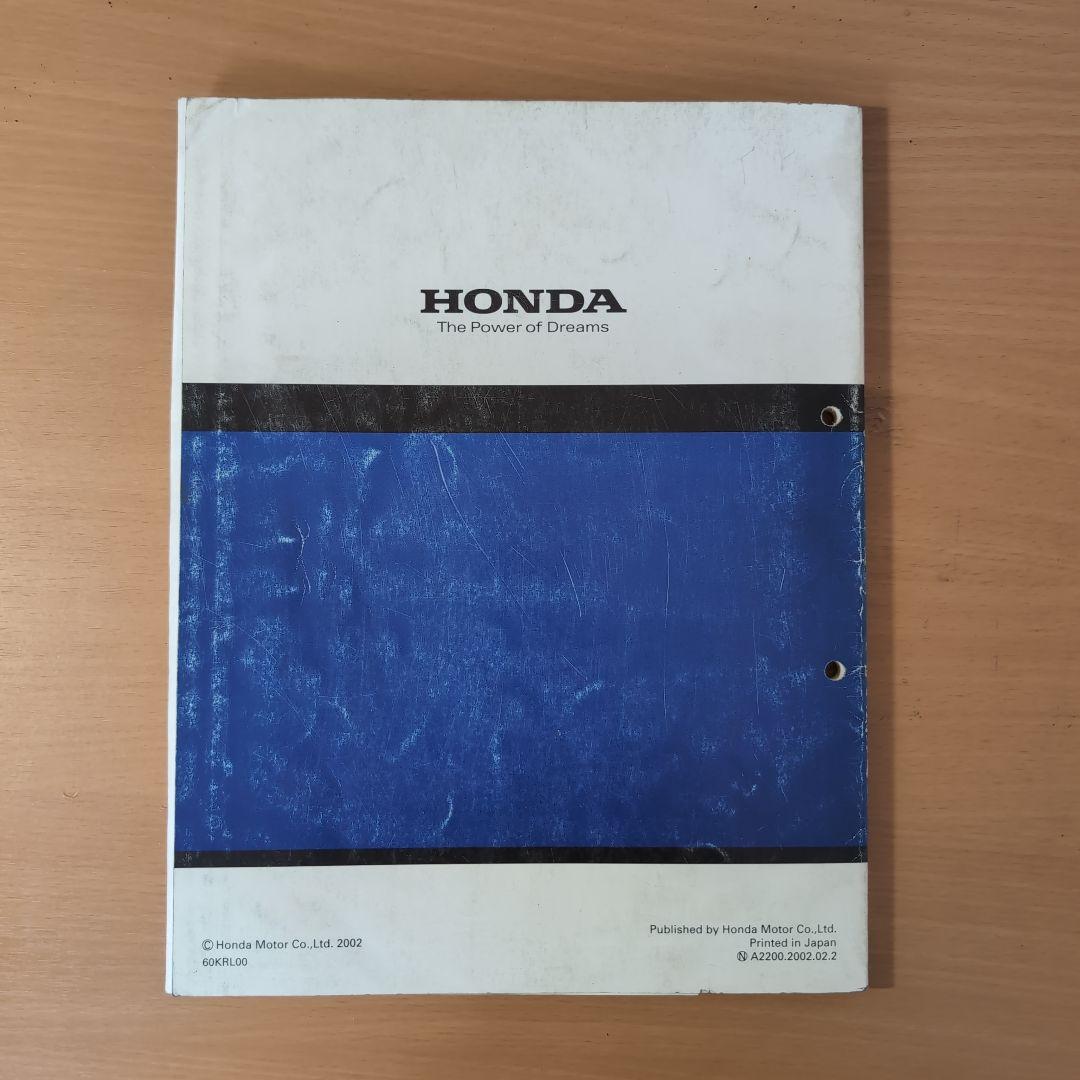 HONDA
The Power of Dreams
© Honda Motor Co.,Ltd. 2002
60KRL00
Published by Honda Motor Co.,Ltd.
Printed in Japan
Ⓝ A2200.2002.02.2